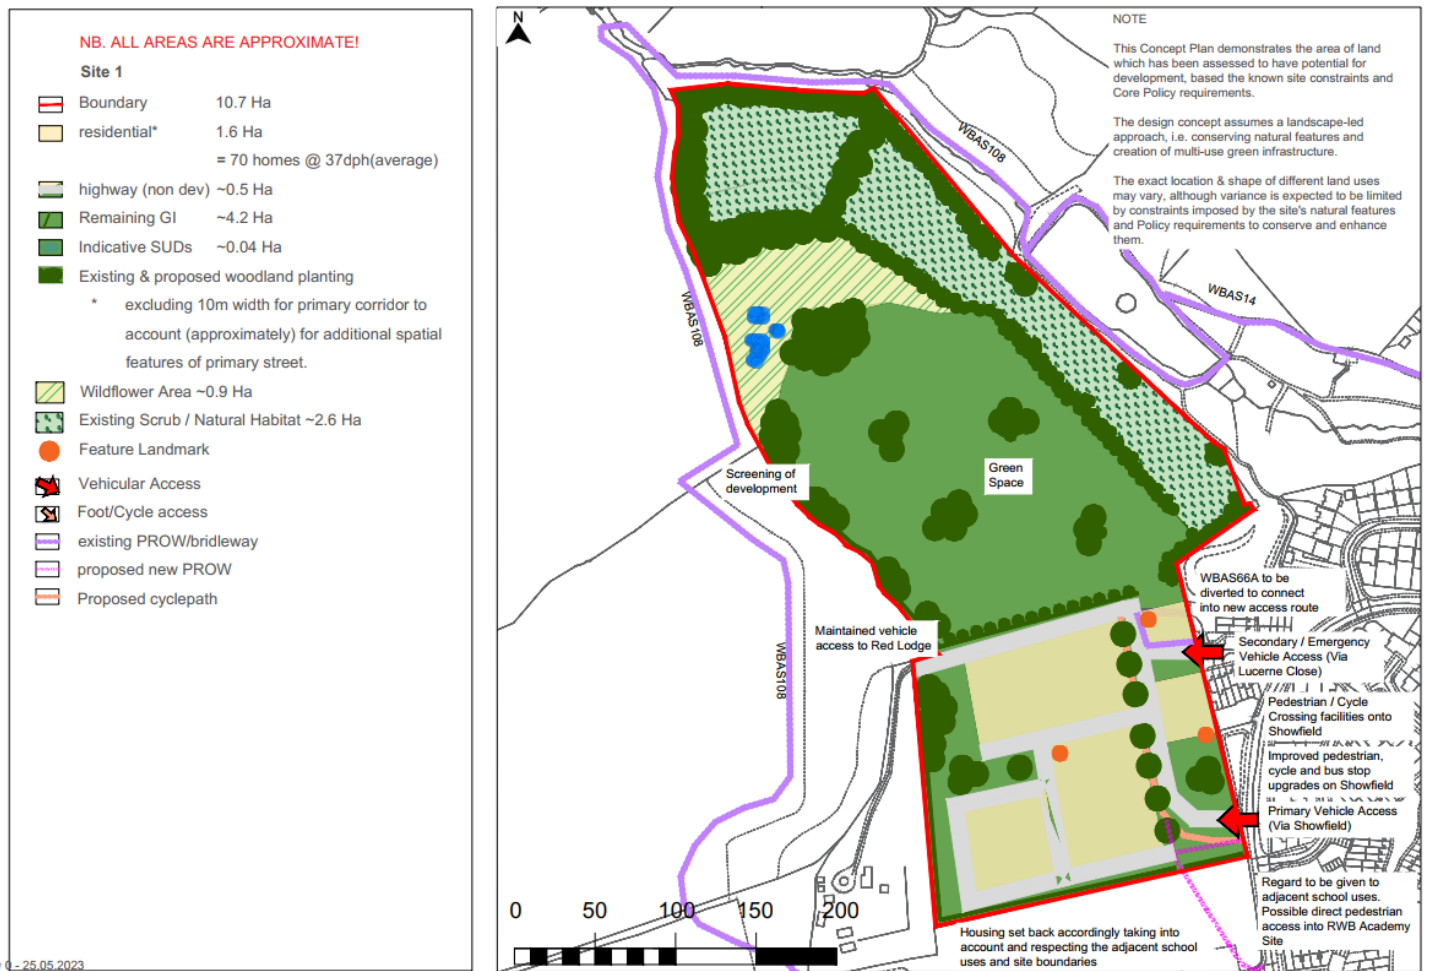 NB. ALL AREAS ARE APPROXIMATE!
Site 1
Boundary 10.7 Ha
residential* 1.6 Ha
= 70 homes @ 37dph(average)
highway (non dev) ~0.5 Ha
Remaining GI ~4.2 Ha
Indicative SUDs ~0.04 Ha
Existing & proposed woodland planting
* excluding 10m width for primary corridor to
account (approximately) for additional spatial
features of primary street.
Wildflower Area ~0.9 Ha
Existing Scrub / Natural Habitat ~2.6 Ha
Feature Landmark
Vehicular Access
Foot/Cycle access
existing PROW/bridleway
proposed new PROW
Proposed cyclepath
0 - 25.05.2023
N
NOTE
This Concept Plan demonstrates the area of land
which has been assessed to have potential for
development, based the known site constraints and
Core Policy requirements.
The design concept assumes a landscape-led
approach, i.e. conserving natural features and
creation of multi-use green infrastructure.
The exact location & shape of different land uses
may vary, although variance is expected to be limited
by constraints imposed by the site's natural features
and Policy requirements to conserve and enhance
them.
WBAS108
WBAS14
WBAS108
Screening of
development
Green
Space
WBAS66A to be
diverted to connect
into new access route
Maintained vehicle
access to Red Lodge
Secondary / Emergency
Vehicle Access (Via
Lucerne Close)
WBAS108
Pedestrian / Cycle
Crossing facilities onto
Showfield
Improved pedestrian,
cycle and bus stop
upgrades on Showfield
Primary Vehicle Access
(Via Showfield)
Regard to be given to
adjacent school uses.
Possible direct pedestrian
access into RWB Academy
Site
Housing set back accordingly taking into
account and respecting the adjacent school
uses and site boundaries
0 50 100 150 200